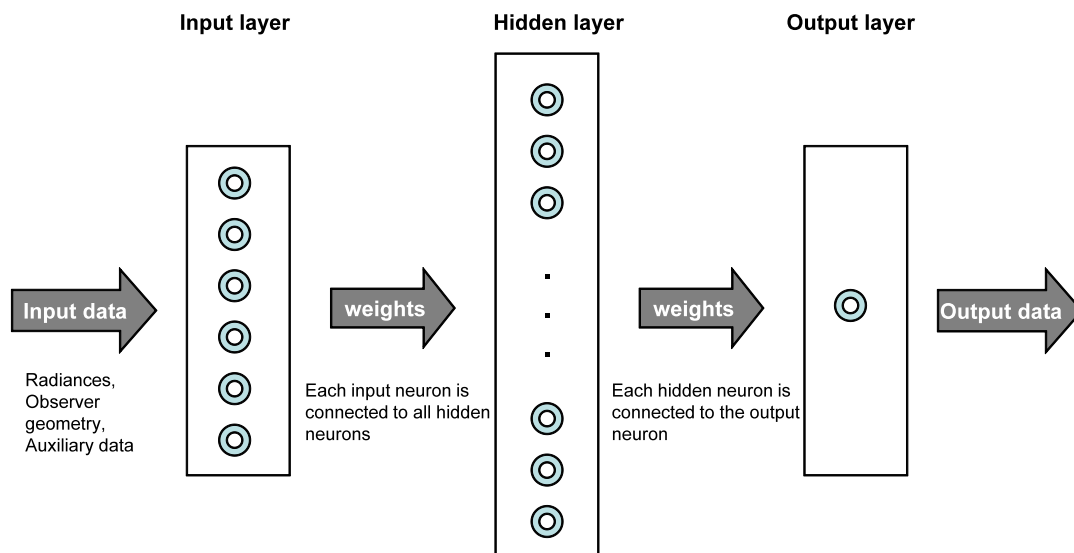 Input layer
Hidden layer
Output layer
Input data
weights
weights
Output data
Radiances,
Observer
geometry,
Auxiliary data
Each input neuron is
connected to all hidden
neurons
Each hidden neuron is
connected to the output
neuron